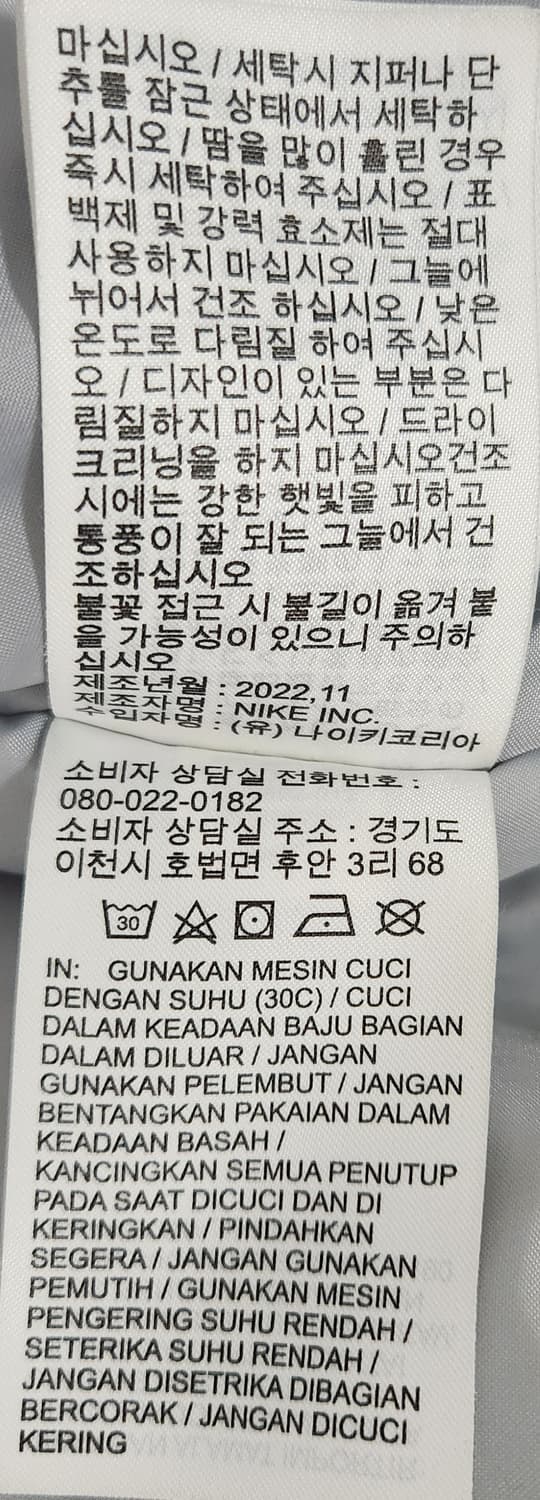 마십시오 / 세탁시 지퍼나 단
추를 잠근 상태에서 세탁하
십시오 / 땀을 많이 흘린 경우
즉시 세탁하여 주십시오 / 표
백제 및 강력 효소제는 절대
사용하지 마십시오 / 그늘에
뉘어서 건조 하십시오 / 낮은
온도로 다림질 하여 주십시
오 / 디자인이 있는 부분은 다
림질하지 마십시오 / 드라이
크리닝을 하지 마십시오건조
시에는 강한 햇빛을 피하고
통풍이 잘 되는 그늘에서 건
조하십시오
불꽃 접근 시 불길이 옮겨 붙
을 가능성이 있으니 주의하
십시오
제조년월 : 2022,11
제조자명 : NIKE INC.
수입자명 : (유) 나이키코리아
소비자 상담실 전화번호 :
080-022-0182
소비자 상담실 주소 : 경기도
이천시 호법면 후안 3리 68
30
IN: GUNAKAN MESIN CUCI
DENGAN SUHU (30C) / CUCI
DALAM KEADAAN BAJU BAGIAN
DALAM DILUAR / JANGAN
GUNAKAN PELEMBUT / JANGAN
BENTANGKAN PAKAIAN DALAM
KEADAAN BASAH /
KANCINGKAN SEMUA PENUTUP
PADA SAAT DICUCI DAN DI
KERINGKAN / PINDAHKAN
SEGERA / JANGAN GUNAKAN
PEMUTIH / GUNAKAN MESIN
PENGERING SUHU RENDAH /
SETERIKA SUHU RENDAH /
JANGAN DISETRIKA DIBAGIAN
BERCORAK / JANGAN DICUCI
KERING